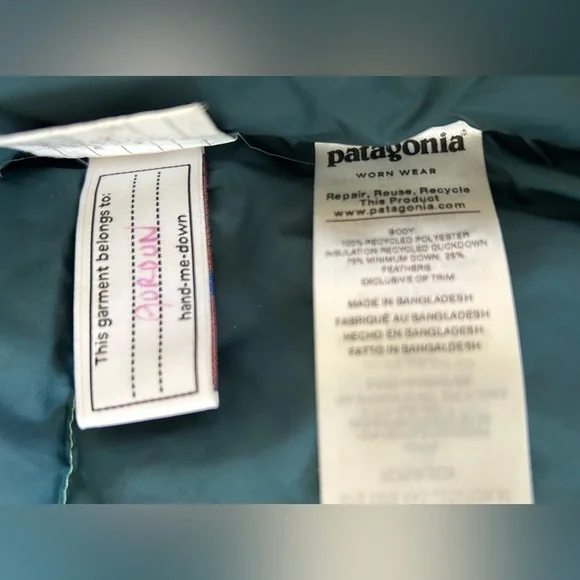 This garment belongs to:
GORDON
hand-me-down
patagonia®
WORN WEAR
Repair, Reuse, Recycle
This Product
www.patagonia.com
BODY:
100% RECYCLED POLYESTER
INSULATION RECYCLED DUCKDOWN
75% MINIMUM DOWN, 25%
FEATHERS
EXCLUSIVE OF TRIM
MADE IN BANGLADESH
FABRIQUÉ AU BANGLADESH
HECHO EN BANGLADESH
FATTO IN BANGALDESH